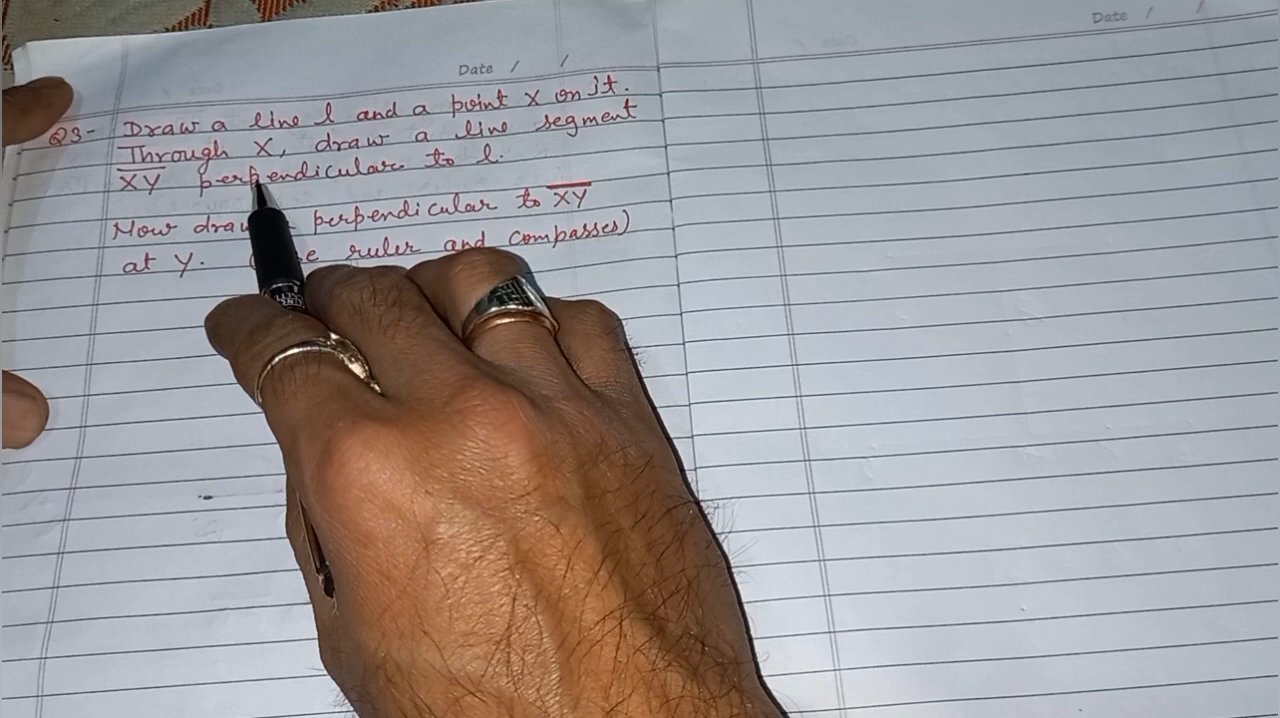 Date / /
Date / /
Q3- Draw a line l and a point X on it.
Through X, draw a line segment
XY perpendicular to l.
Now perpendicular to XY
at Y. ruler and compasses)